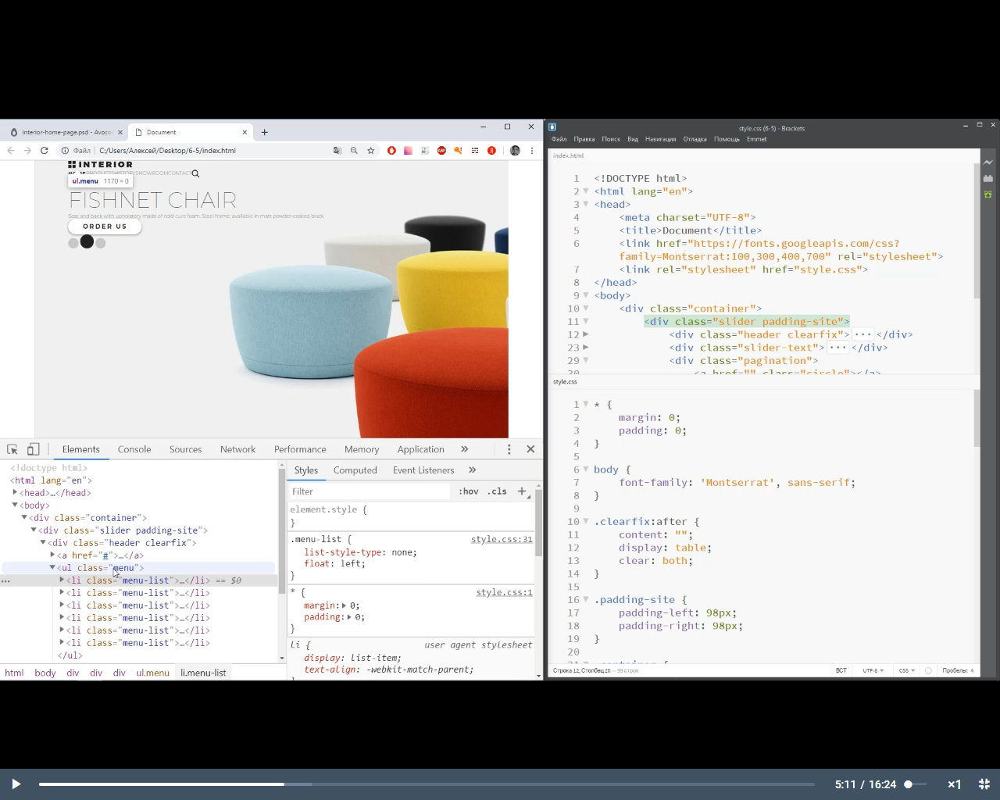 interior-home-page.psd - Avoco
Document
Файл
C:/Users/Алексей/Desktop/6-5/index.html
INTERIOR
SHOWROOM
ul.menu 1170 × 0
FISHNET CHAIR
Seat and back with upholstery made of cold cure foam. Steel frame, available in matt powder-coated black.
ORDER US
Elements Console Sources Network Performance Memory Application »
<!doctype html>
<html lang="en">
<head>…</head>
<body>
<div class="container">
<div class="slider padding-site">
<div class="header clearfix">
<a href="#">…</a>
<ul class="menu">
<li class="menu-list">…</li> == $0
<li class="menu-list">…</li>
<li class="menu-list">…</li>
<li class="menu-list">…</li>
<li class="menu-list">…</li>
<li class="menu-list">…</li>
</ul>
html body div div div ul.menu li.menu-list
Styles Computed Event Listeners »
Filter :hov .cls +
element.style {
}
.menu-list { style.css:31
list-style-type: none;
float: left;
}
* { style.css:1
margin: 0;
padding: 0;
}
li { user agent stylesheet
display: list-item;
text-align: -webkit-match-parent;
style.css (6-5) - Brackets
Файл Правка Поиск Вид Навигация Отладка Помощь Emmet
index.html
1 <!DOCTYPE html>
2 <html lang="en">
3 <head>
4 <meta charset="UTF-8">
5 <title>Document</title>
6 <link href="https://fonts.googleapis.com/css?
family=Montserrat:100,300,400,700" rel="stylesheet">
7 <link rel="stylesheet" href="style.css">
8 </head>
9 <body>
10 <div class="container">
11 <div class="slider padding-site">
12 <div class="header clearfix">···</div>
23 <div class="slider-text">···</div>
29 <div class="pagination">
30 <a href="" class="circle"></a>
style.css
1 * {
2 margin: 0;
3 padding: 0;
4 }
5
6 body {
7 font-family: 'Montserrat', sans-serif;
8 }
9
10 .clearfix:after {
11 content: "";
12 display: table;
13 clear: both;
14 }
15
16 .padding-site {
17 padding-left: 98px;
18 padding-right: 98px;
19 }
20
21 .container {
Строка 12, Столбец 20 — 99 строк
ВСТ UTF-8 CSS Пробелы: 4
5:11 / 16:24 ×1